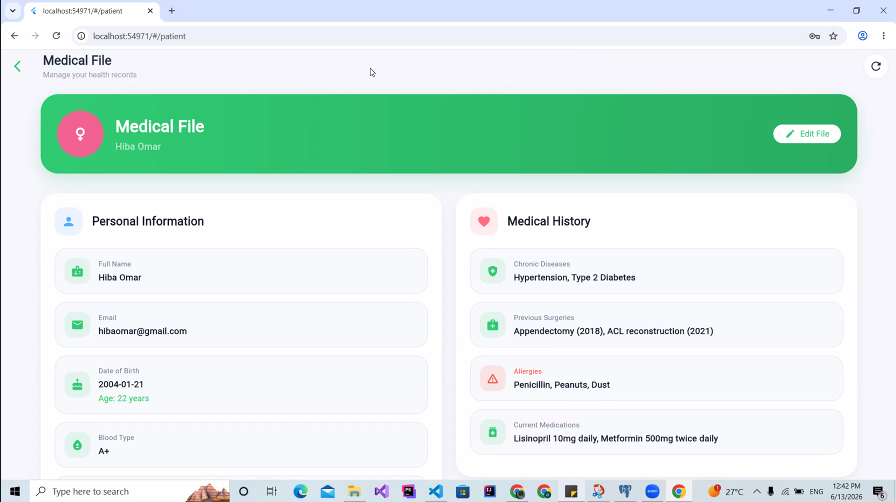 localhost:54971/#/patient
localhost:54971/#/patient
Medical File
Manage your health records
Medical File
Hiba Omar
Edit File
Personal Information
Full Name
Hiba Omar
Email
hibaomar@gmail.com
Date of Birth
2004-01-21
Age: 22 years
Blood Type
A+
Medical History
Chronic Diseases
Hypertension, Type 2 Diabetes
Previous Surgeries
Appendectomy (2018), ACL reconstruction (2021)
Allergies
Penicillin, Peanuts, Dust
Current Medications
Lisinopril 10mg daily, Metformin 500mg twice daily
Type here to search
27°C
ENG
12:42 PM
6/13/2026